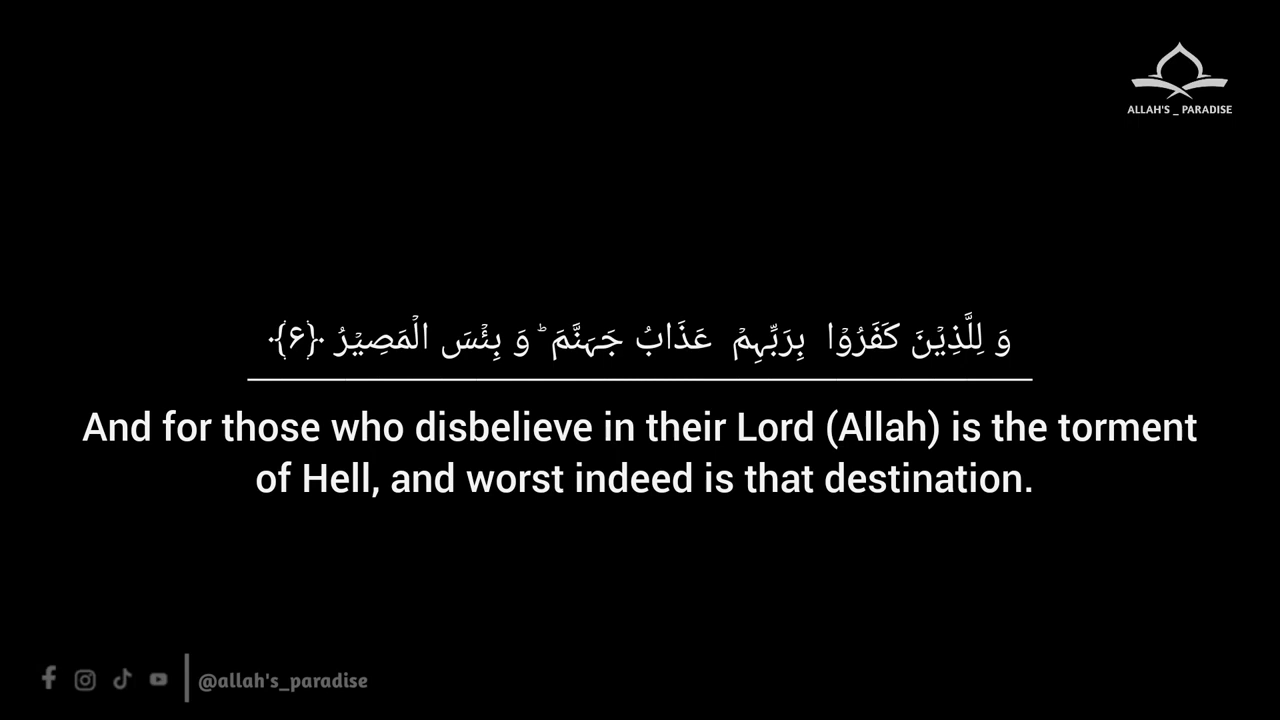 ALLAH'S _ PARADISE
وَ لِلَّذِیۡنَ کَفَرُوۡا بِرَبِّہِمۡ عَذَابُ جَہَنَّمَ ؕ وَ بِئۡسَ الۡمَصِیۡرُ ﴿۶﴾
And for those who disbelieve in their Lord (Allah) is the torment
of Hell, and worst indeed is that destination.
@allah's_paradise